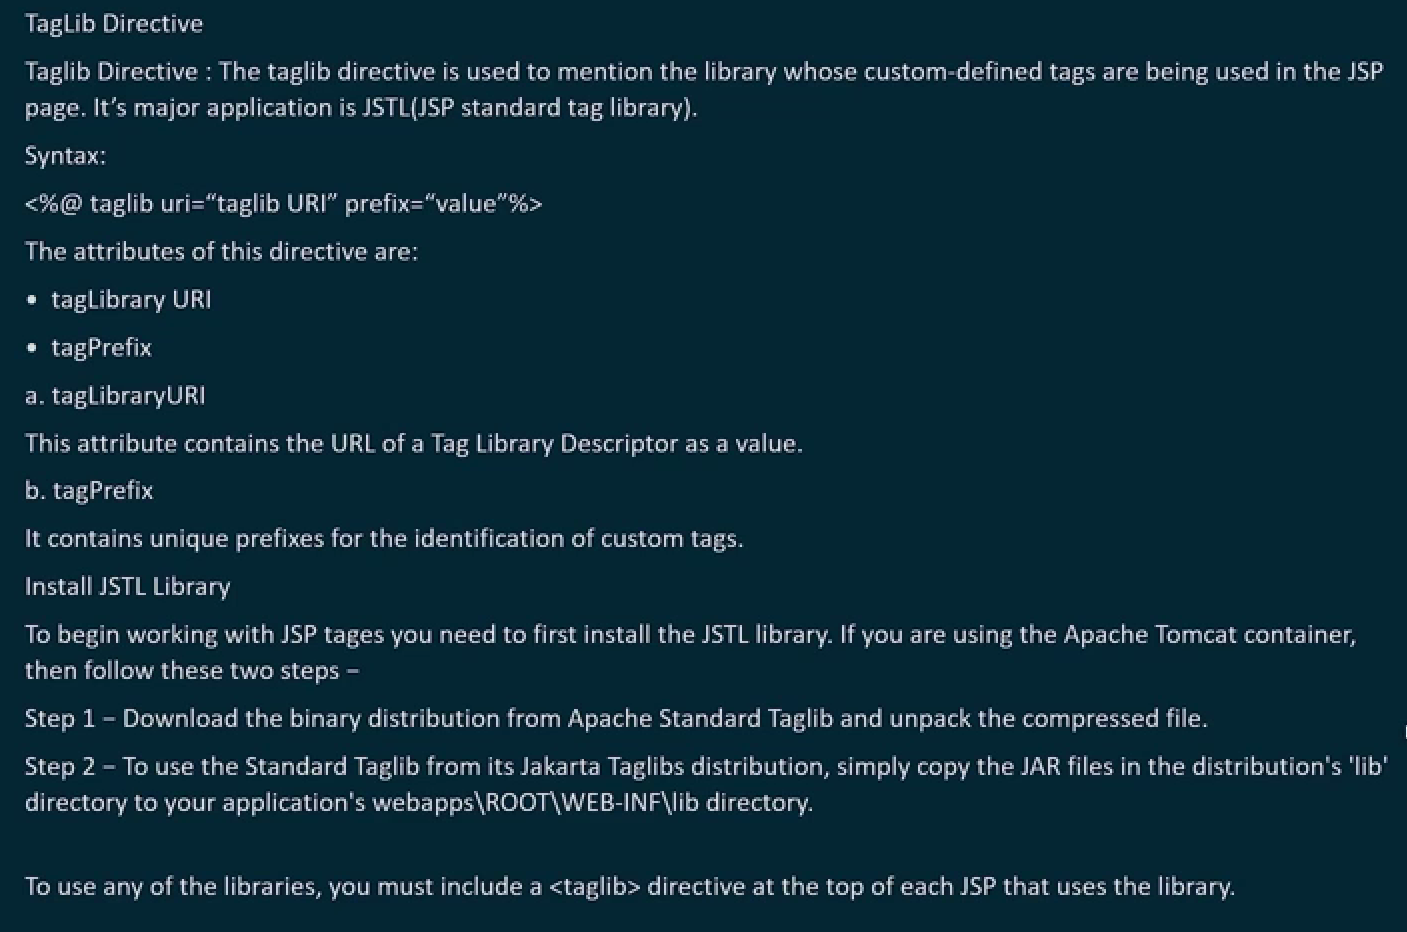 TagLib Directive
Taglib Directive : The taglib directive is used to mention the library whose custom-defined tags are being used in the JSP
page. It’s major application is JSTL(JSP standard tag library).
Syntax:
<%@ taglib uri=“taglib URI” prefix=“value”%>
The attributes of this directive are:
• tagLibrary URI
• tagPrefix
a. tagLibraryURI
This attribute contains the URL of a Tag Library Descriptor as a value.
b. tagPrefix
It contains unique prefixes for the identification of custom tags.
Install JSTL Library
To begin working with JSP tages you need to first install the JSTL library. If you are using the Apache Tomcat container,
then follow these two steps −
Step 1 − Download the binary distribution from Apache Standard Taglib and unpack the compressed file.
Step 2 − To use the Standard Taglib from its Jakarta Taglibs distribution, simply copy the JAR files in the distribution's 'lib'
directory to your application's webapps\ROOT\WEB-INF\lib directory.
To use any of the libraries, you must include a <taglib> directive at the top of each JSP that uses the library.